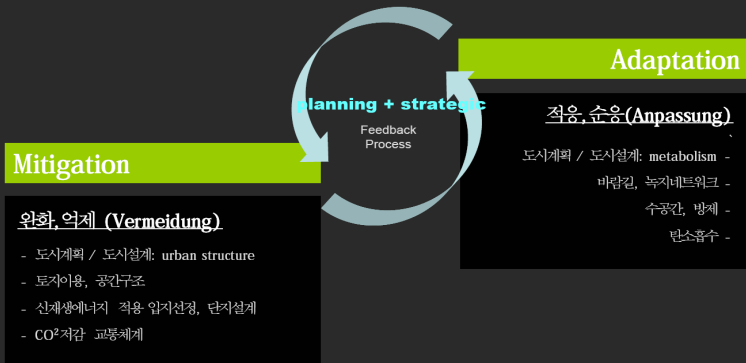 Adaptation
적응, 순응(Anpassung)
`
도시계획 / 도시설계: metabolism -
바람길, 녹지네트워크 -
수공간, 방제 -
탄소흡수 -
planning + strategic
Feedback
Process
Mitigation
완화, 억제 (Vermeidung)
- 도시계획 / 도시설계: urban structure
- 토지이용, 공간구조
- 신재생에너지 적용 입지선정, 단지설계
- CO²저감 교통체계